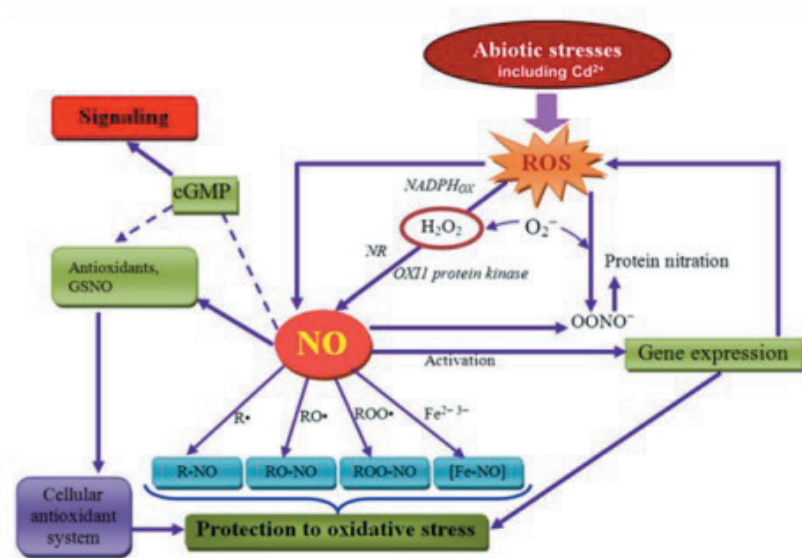 Abiotic stresses
including Cd²⁺
Signaling
ROS
NADPHOX
cGMP
H₂O₂
O₂⁻
NR
Antioxidants,
GSNO
OXI1 protein kinase
Protein nitration
NO
OONO⁻
Activation
Gene expression
R•
RO•
ROO•
Fe²⁻ ³⁻
R-NO
RO-NO
ROO-NO
[Fe-NO]
Cellular
antioxidant
system
Protection to oxidative stress